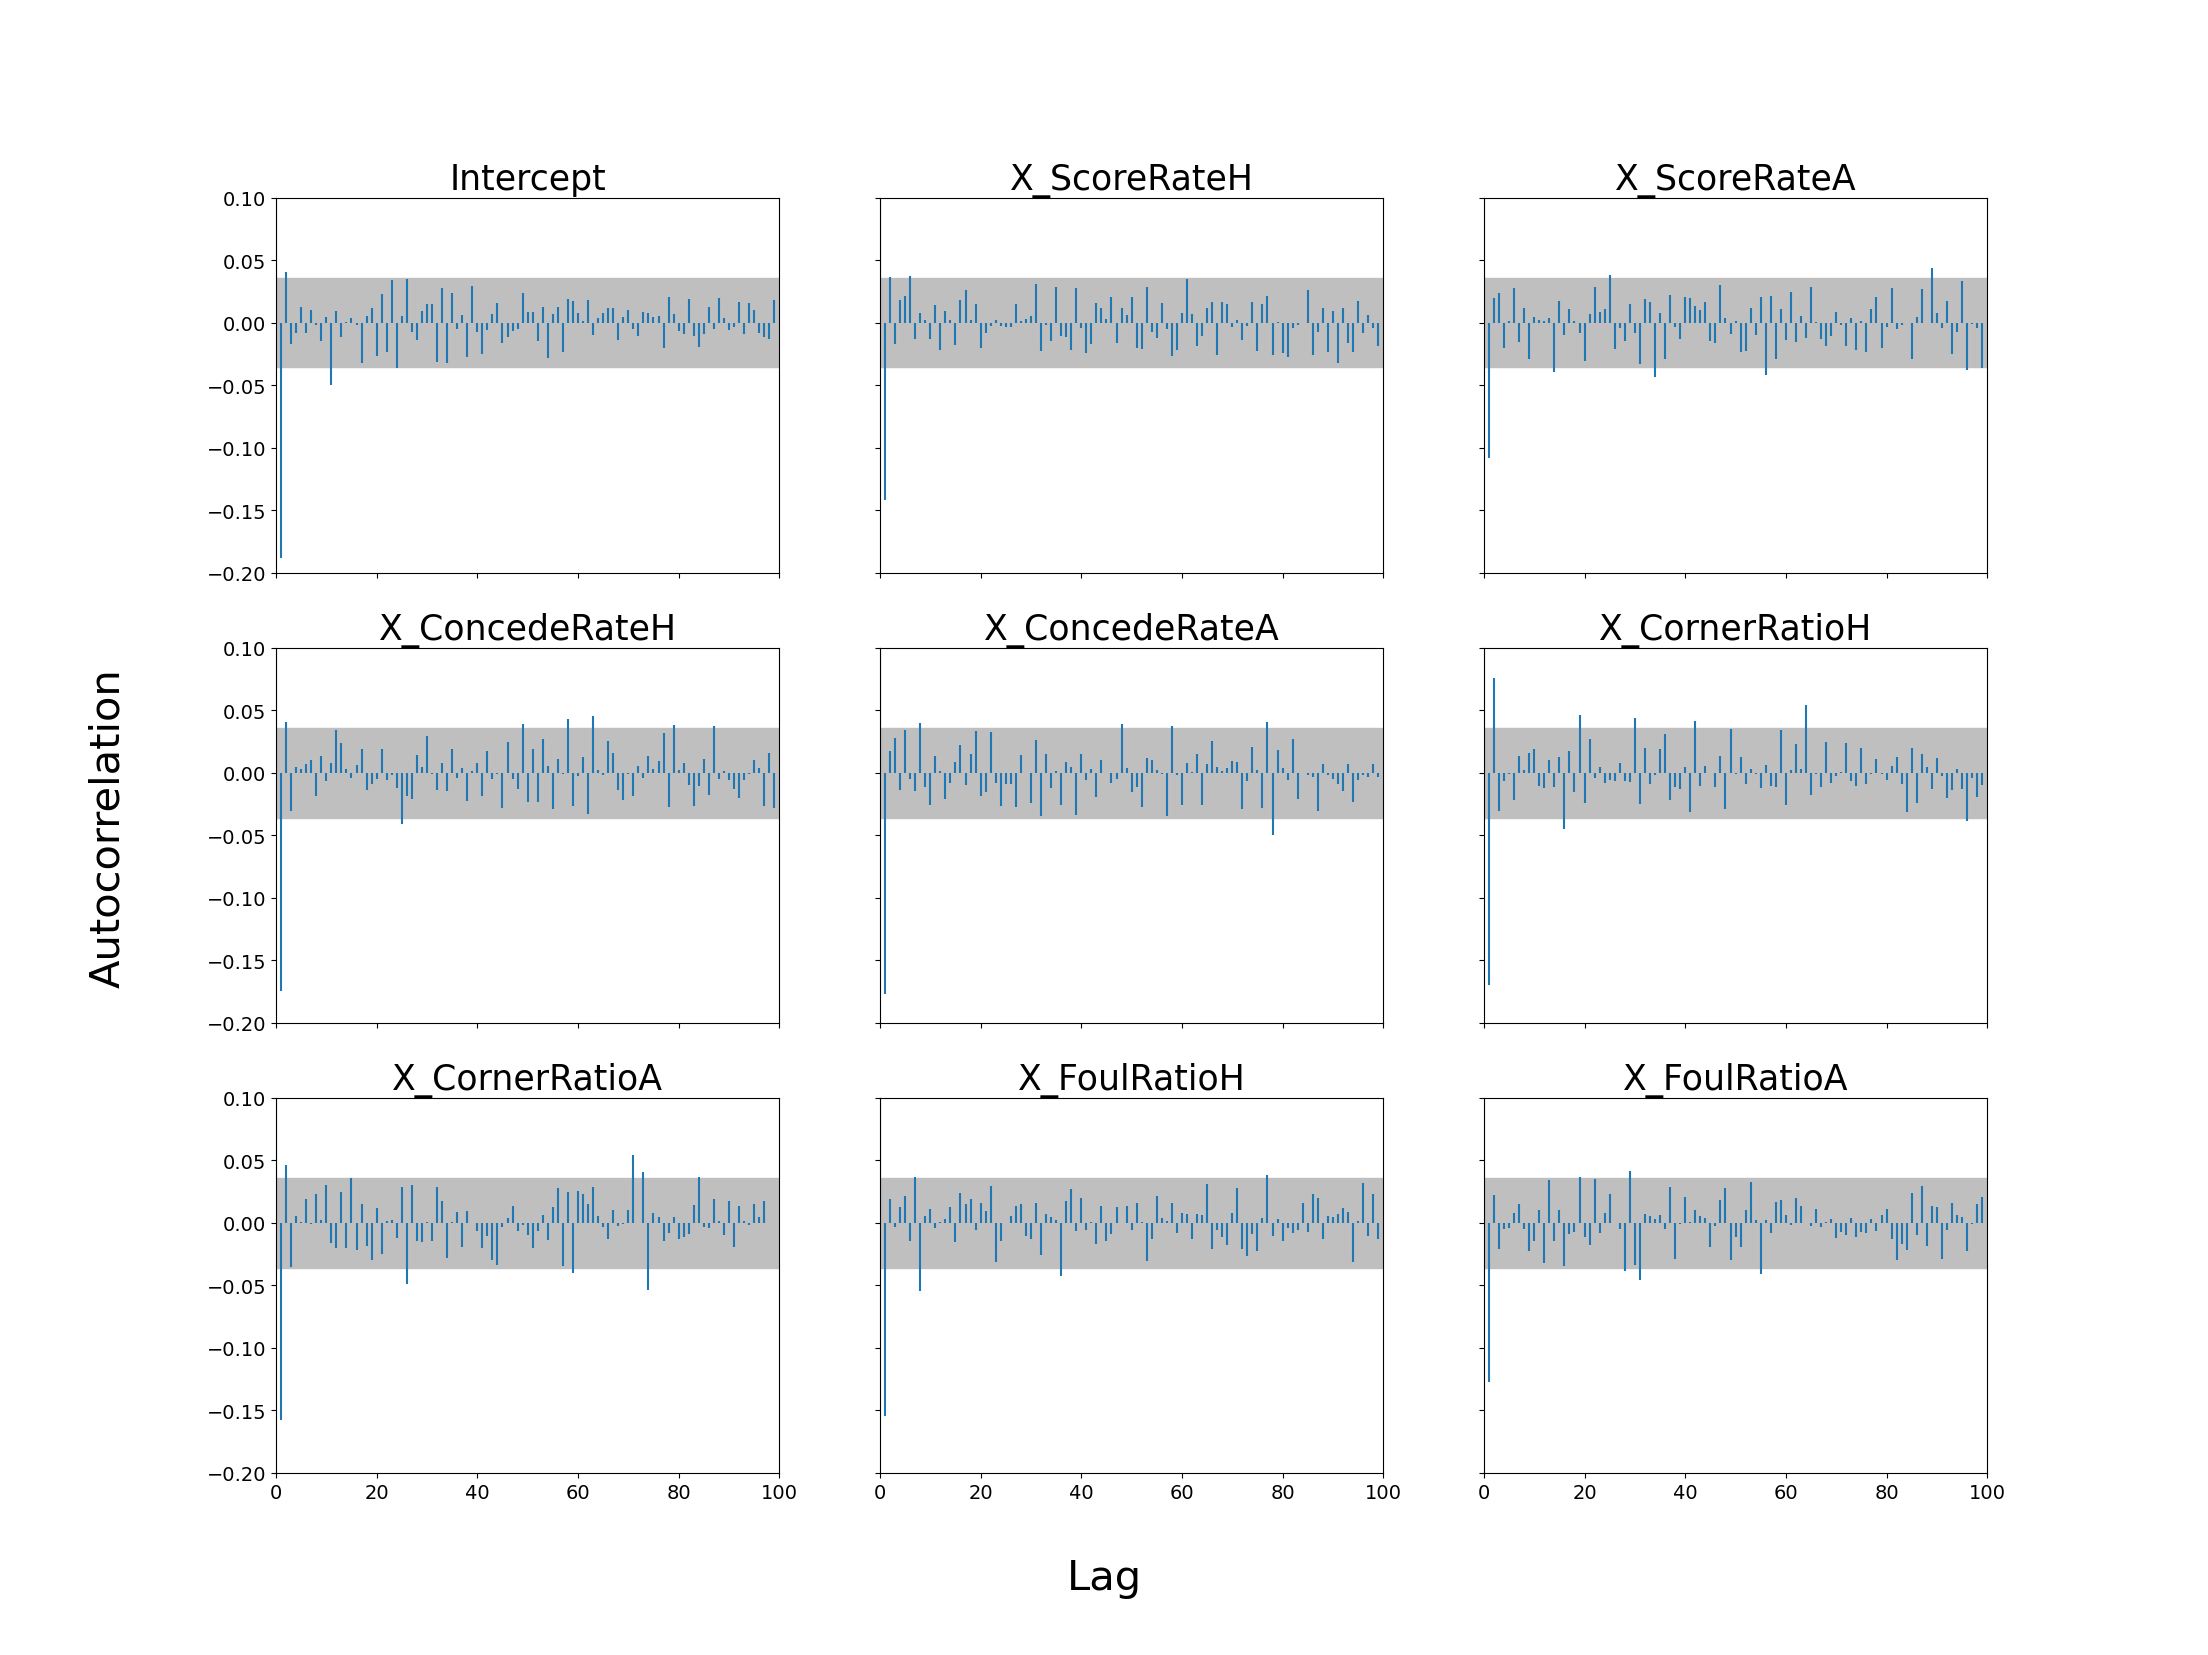 Intercept
X_ScoreRateH
X_ScoreRateA
0.10
0.05
0.00
−0.05
−0.10
−0.15
−0.20
X_ConcedeRateH
X_ConcedeRateA
X_CornerRatioH
0.10
0.05
0.00
−0.05
−0.10
−0.15
−0.20
Autocorrelation
X_CornerRatioA
X_FoulRatioH
X_FoulRatioA
0.10
0.05
0.00
−0.05
−0.10
−0.15
−0.20
0 20 40 60 80 100
0 20 40 60 80 100
0 20 40 60 80 100
Lag